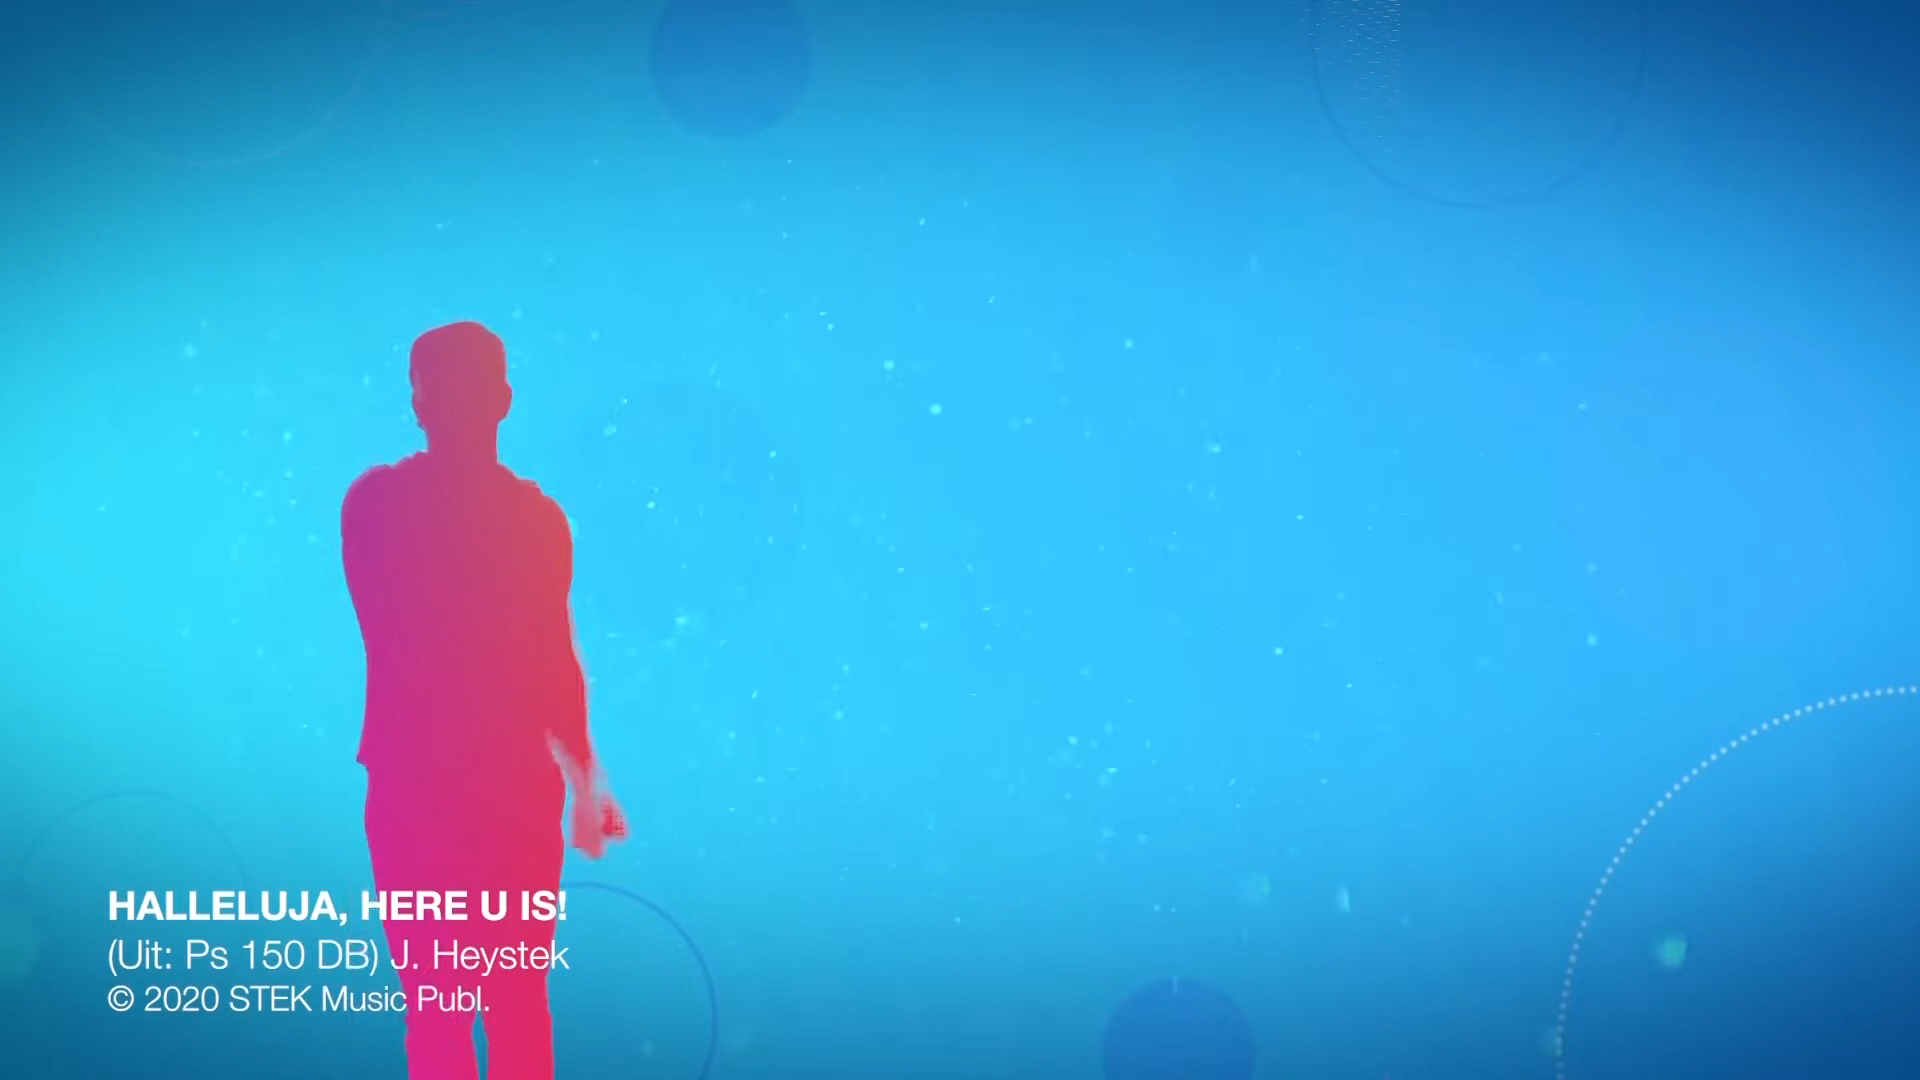 HALLELUJA, HERE U IS!
(Uit: Ps 150 DB) J. Heystek
© 2020 STEK Music Publ.